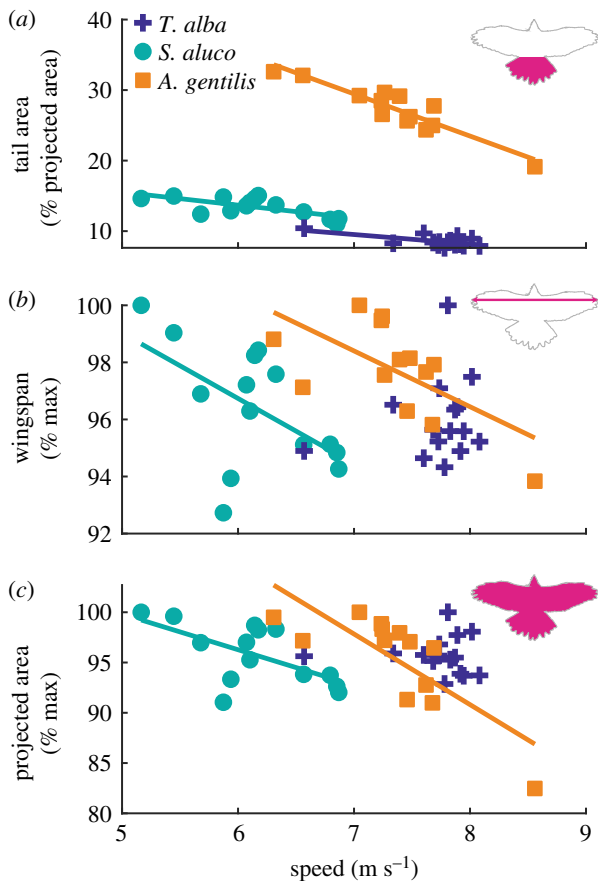 (a)
T. alba
S. aluco
A. gentilis
tail area
(% projected area)
40
30
20
10
(b)
wingspan
(% max)
100
98
96
94
92
(c)
projected area
(% max)
100
95
90
85
80
5 6 7 8 9
speed (m s⁻¹)